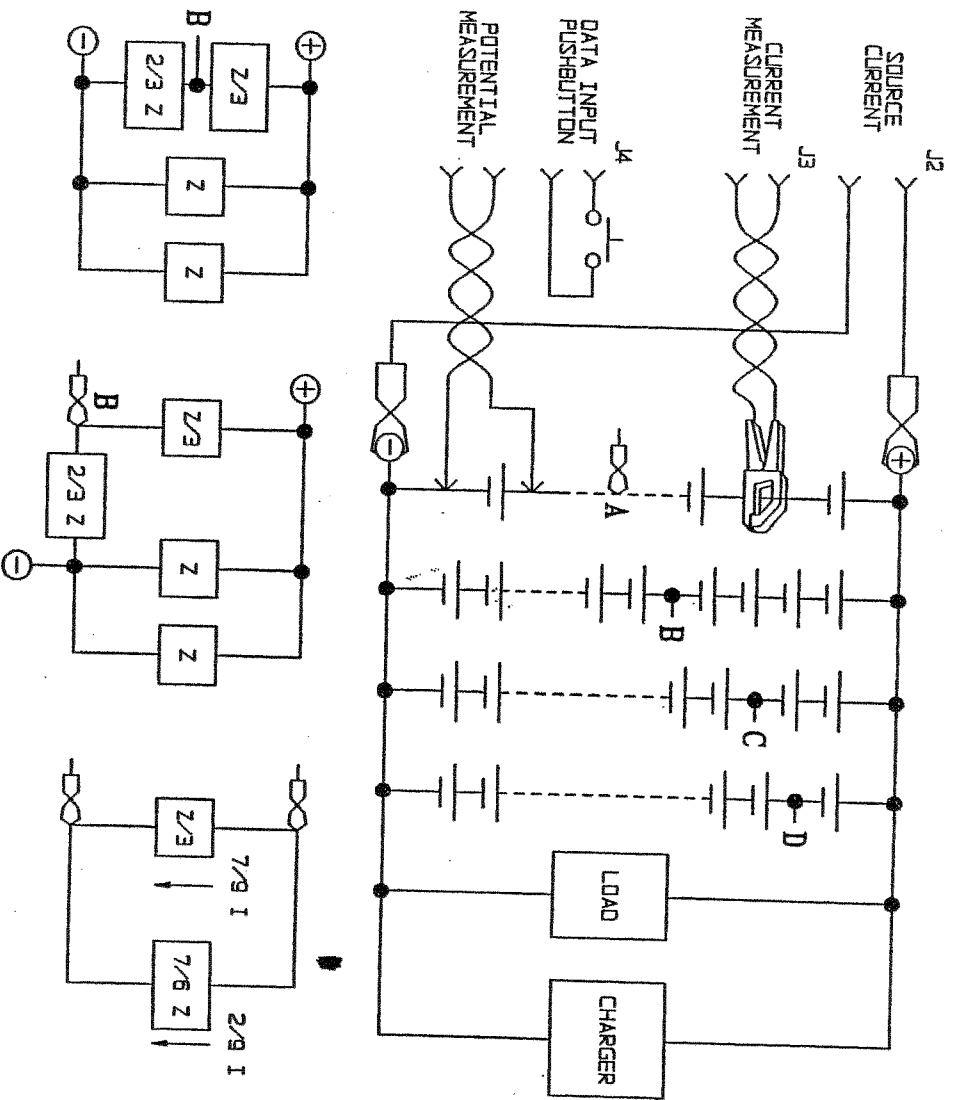 J2
SOURCE
CURRENT
J3
CURRENT
MEASUREMENT
J4
DATA INPUT
PUSHBUTTON
POTENTIAL
MEASUREMENT
+
-
A
B
C
D
LOAD
CHARGER
+
Z/3
B
2/3 Z
Z
Z
-
+
Z/3
B
2/3 Z
Z
Z
-
Z/3
7/9 I
7/6 Z
2/9 I